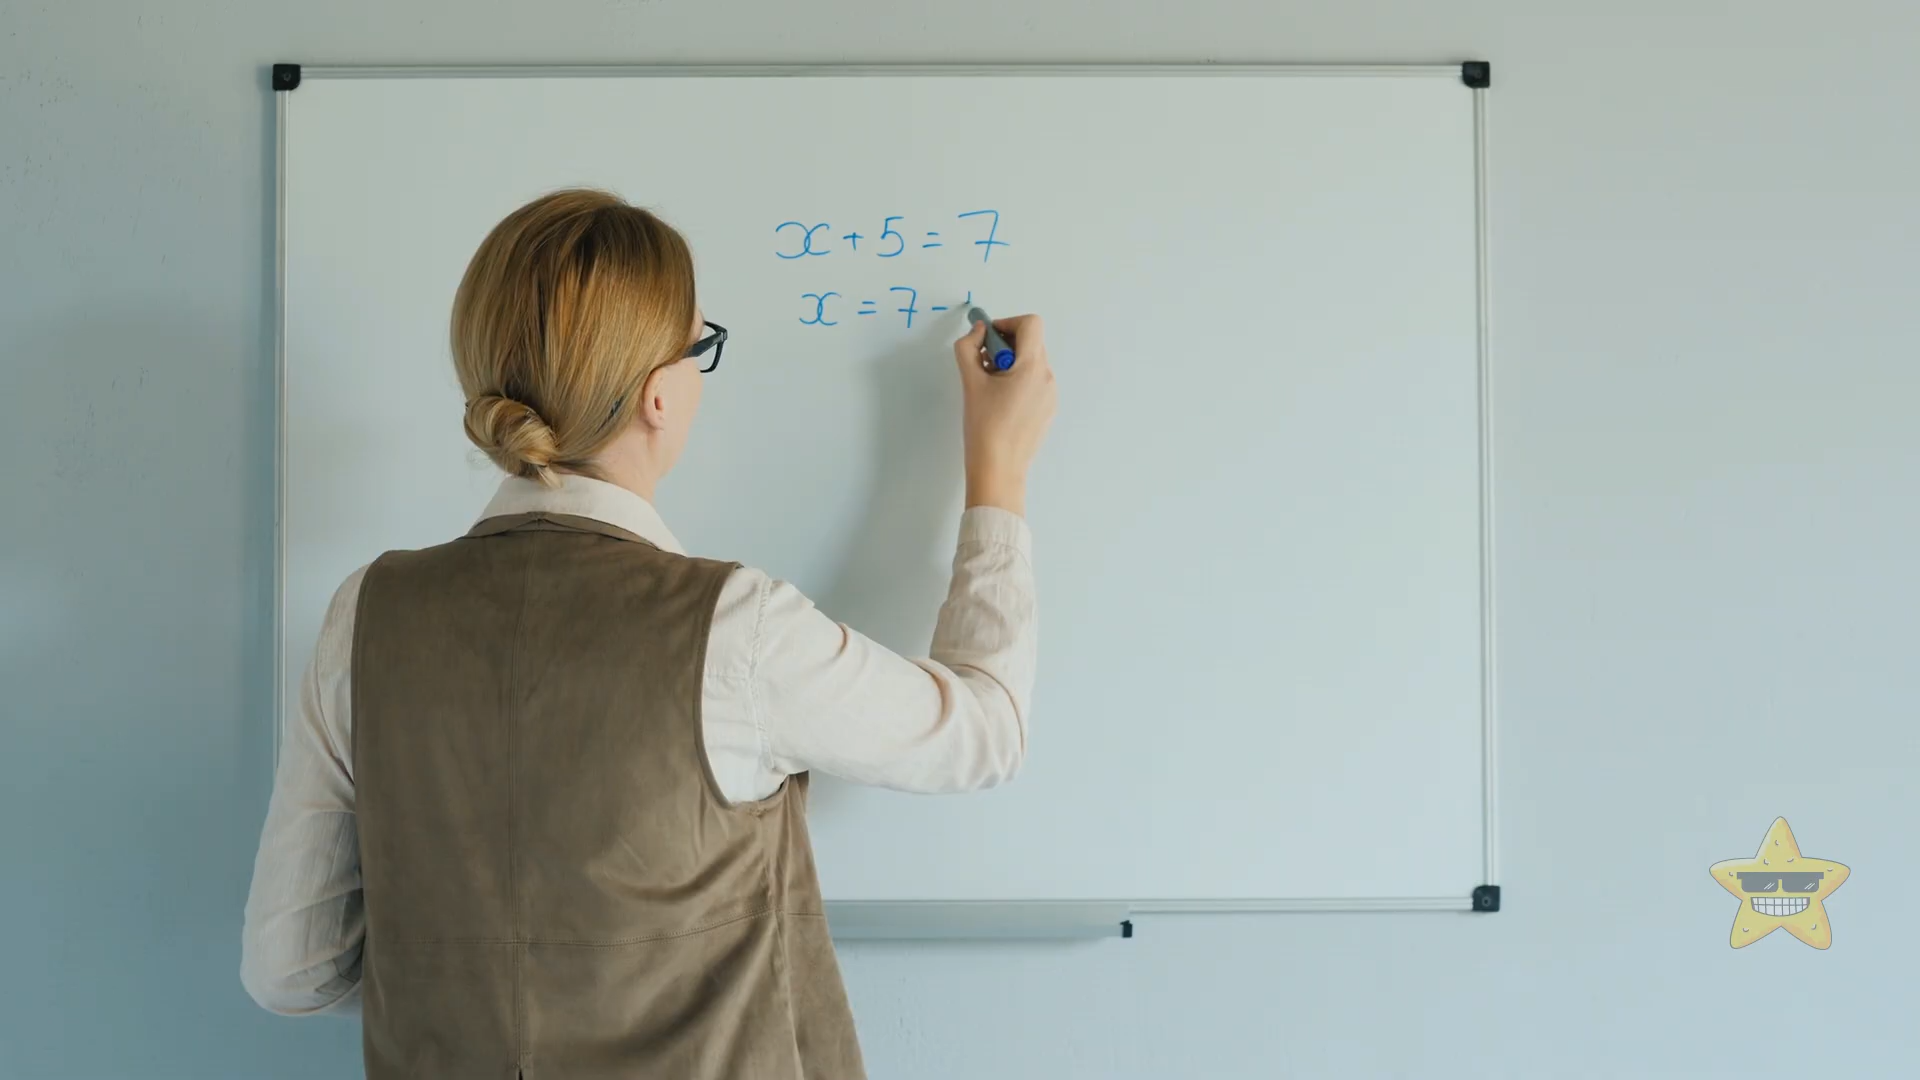 x + 5 = 7
x = 7 -